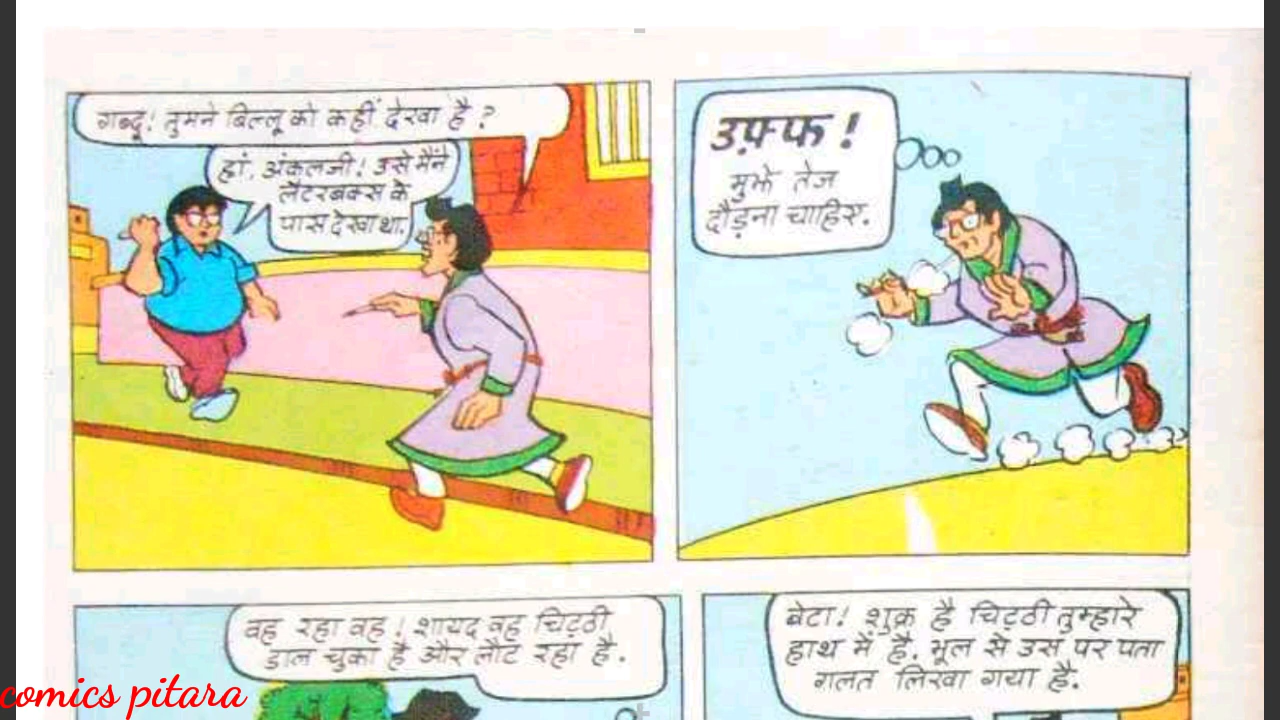 गब्दू! तुमने बिल्लू को कहीं देखा है?
हां, अंकलजी! उसे मैंने
लैटरबक्स के
पास देखा था.
उफ़्फ!
मुझे तेज
दौड़ना चाहिए.
वह रहा वह! शायद वह चिट्ठी
डाल चुका है और लौट रहा है.
बेटा! शुक्र है चिट्ठी तुम्हारे
हाथ में है. भूल से उस पर पता
गलत लिखा गया है.
comics pitara